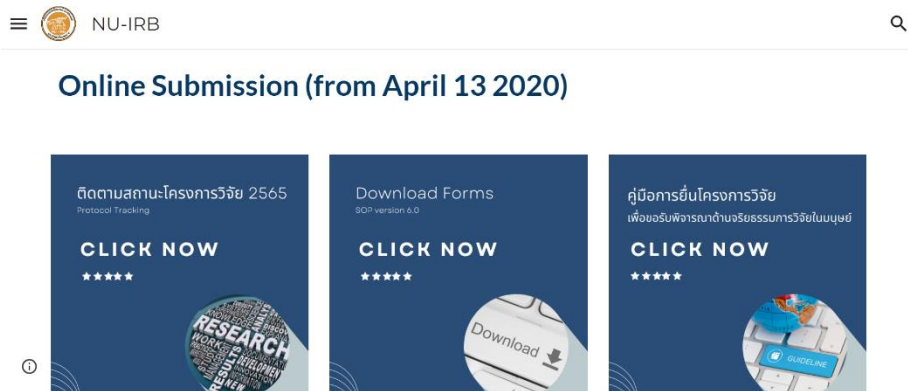 NU-IRB
Online Submission (from April 13 2020)
ติดตามสถานะโครงการวิจัย 2565
Protocol Tracking
CLICK NOW
Download Forms
SOP version 6.0
CLICK NOW
คู่มือการยื่นโครงการวิจัย
เพื่อขอรับพิจารณาด้านจริยธรรมการวิจัยในมนุษย์
CLICK NOW
RESEARCH
WORK
RESULTS
DEVELOPMENT
NEW
Download
GUIDELINE